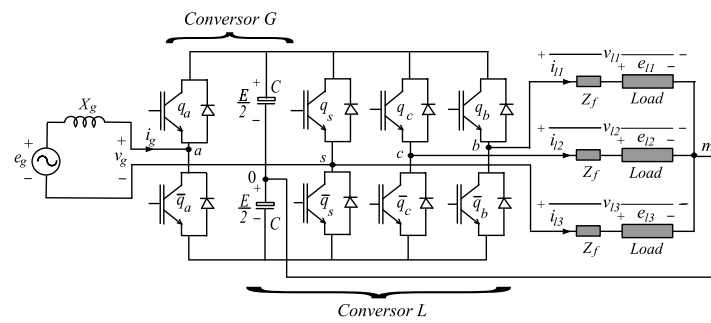 Conversor G
X_g
e_g
+
−
+
v_g
−
i_g
a
q_a
q̅_a
+
E/2
−
C
0
+
E/2
−
C
q_s
q_c
q_b
s
c
b
q̅_s
q̅_c
q̅_b
+ v_l1 −
i_l1
+ e_l1 −
Z_f
Load
+ v_l2 −
i_l2
+ e_l2 −
Z_f
Load
m
+ v_l3 −
i_l3
+ e_l3 −
Z_f
Load
Conversor L